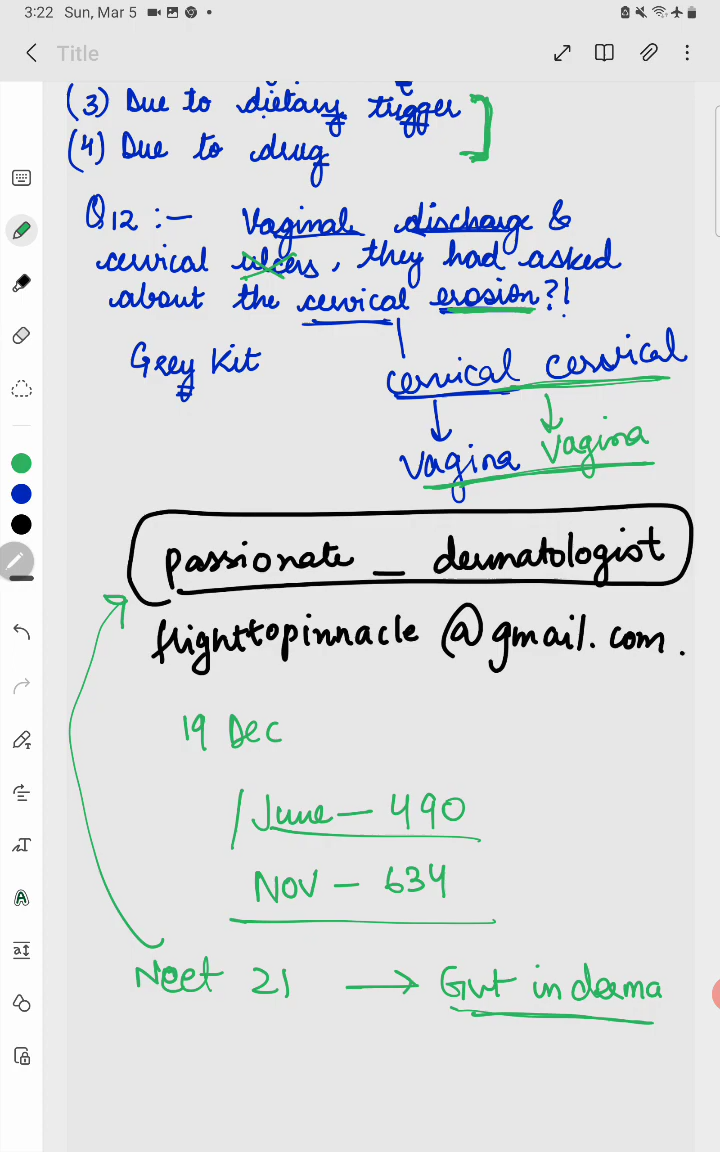 3:22 Sun, Mar 5
Title
(3) Due to dietary trigger
(4) Due to drug
Q12 :- Vaginal discharge &
cervical ulcers, they had asked
about the cervical erosion?!
Grey Kit
cervical cervical
Vagina Vagina
passionate _ dermatologist
flighttopinnacle @gmail.com.
19 Dec
June - 490
Nov - 634
Neet 21 → Gvt in derma